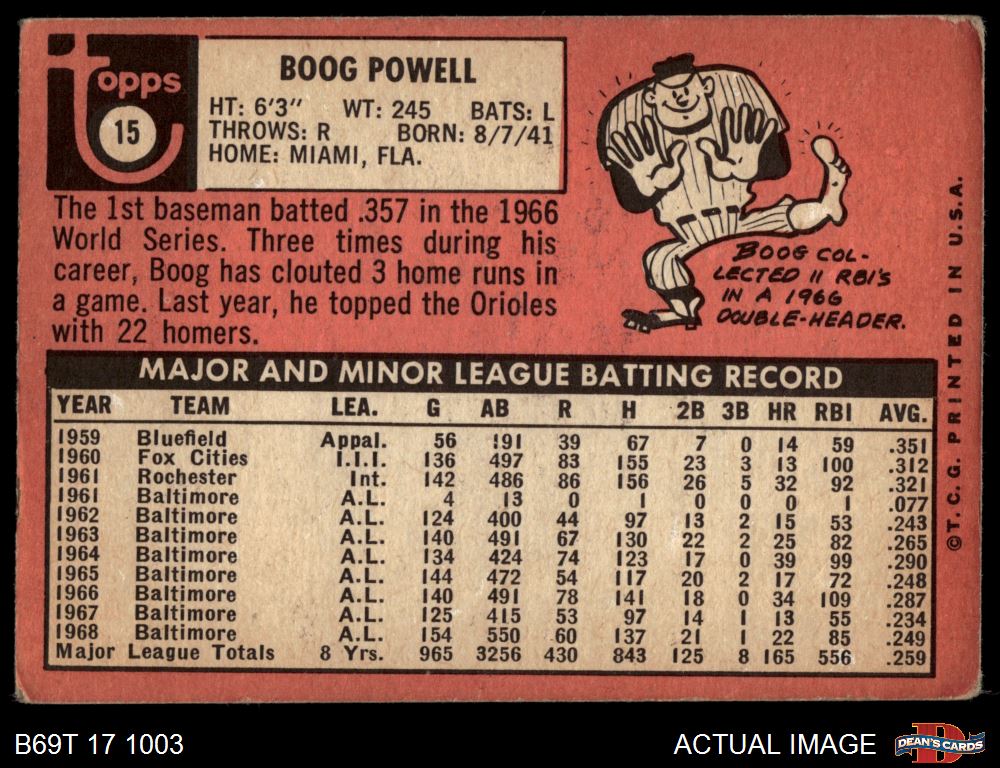 topps
15
BOOG POWELL
HT: 6'3" WT: 245 BATS: L
THROWS: R BORN: 8/7/41
HOME: MIAMI, FLA.
The 1st baseman batted .357 in the 1966
World Series. Three times during his
career, Boog has clouted 3 home runs in
a game. Last year, he topped the Orioles
with 22 homers.
BOOG COL-
LECTED 11 RBI'S
IN A 1966
DOUBLE-HEADER.
MAJOR AND MINOR LEAGUE BATTING RECORD
YEAR TEAM LEA. G AB R H 2B 3B HR RBI AVG.
1959 Bluefield Appal. 56 191 39 67 7 0 14 59 .351
1960 Fox Cities I.I.I. 136 497 83 155 23 3 13 100 .312
1961 Rochester Int. 142 486 86 156 26 5 32 92 .321
1961 Baltimore A.L. 4 13 0 1 0 0 0 1 .077
1962 Baltimore A.L. 124 400 44 97 13 2 15 53 .243
1963 Baltimore A.L. 140 491 67 130 22 2 25 82 .265
1964 Baltimore A.L. 134 424 74 123 17 0 39 99 .290
1965 Baltimore A.L. 144 472 54 117 20 2 17 72 .248
1966 Baltimore A.L. 140 491 78 141 18 0 34 109 .287
1967 Baltimore A.L. 125 415 53 97 14 1 13 55 .234
1968 Baltimore A.L. 154 550 60 137 21 1 22 85 .249
Major League Totals 8 Yrs. 965 3256 430 843 125 8 165 556 .259
©T.C.G. PRINTED IN U.S.A.
B69T 17 1003
ACTUAL IMAGE
D
DEAN'S CARDS